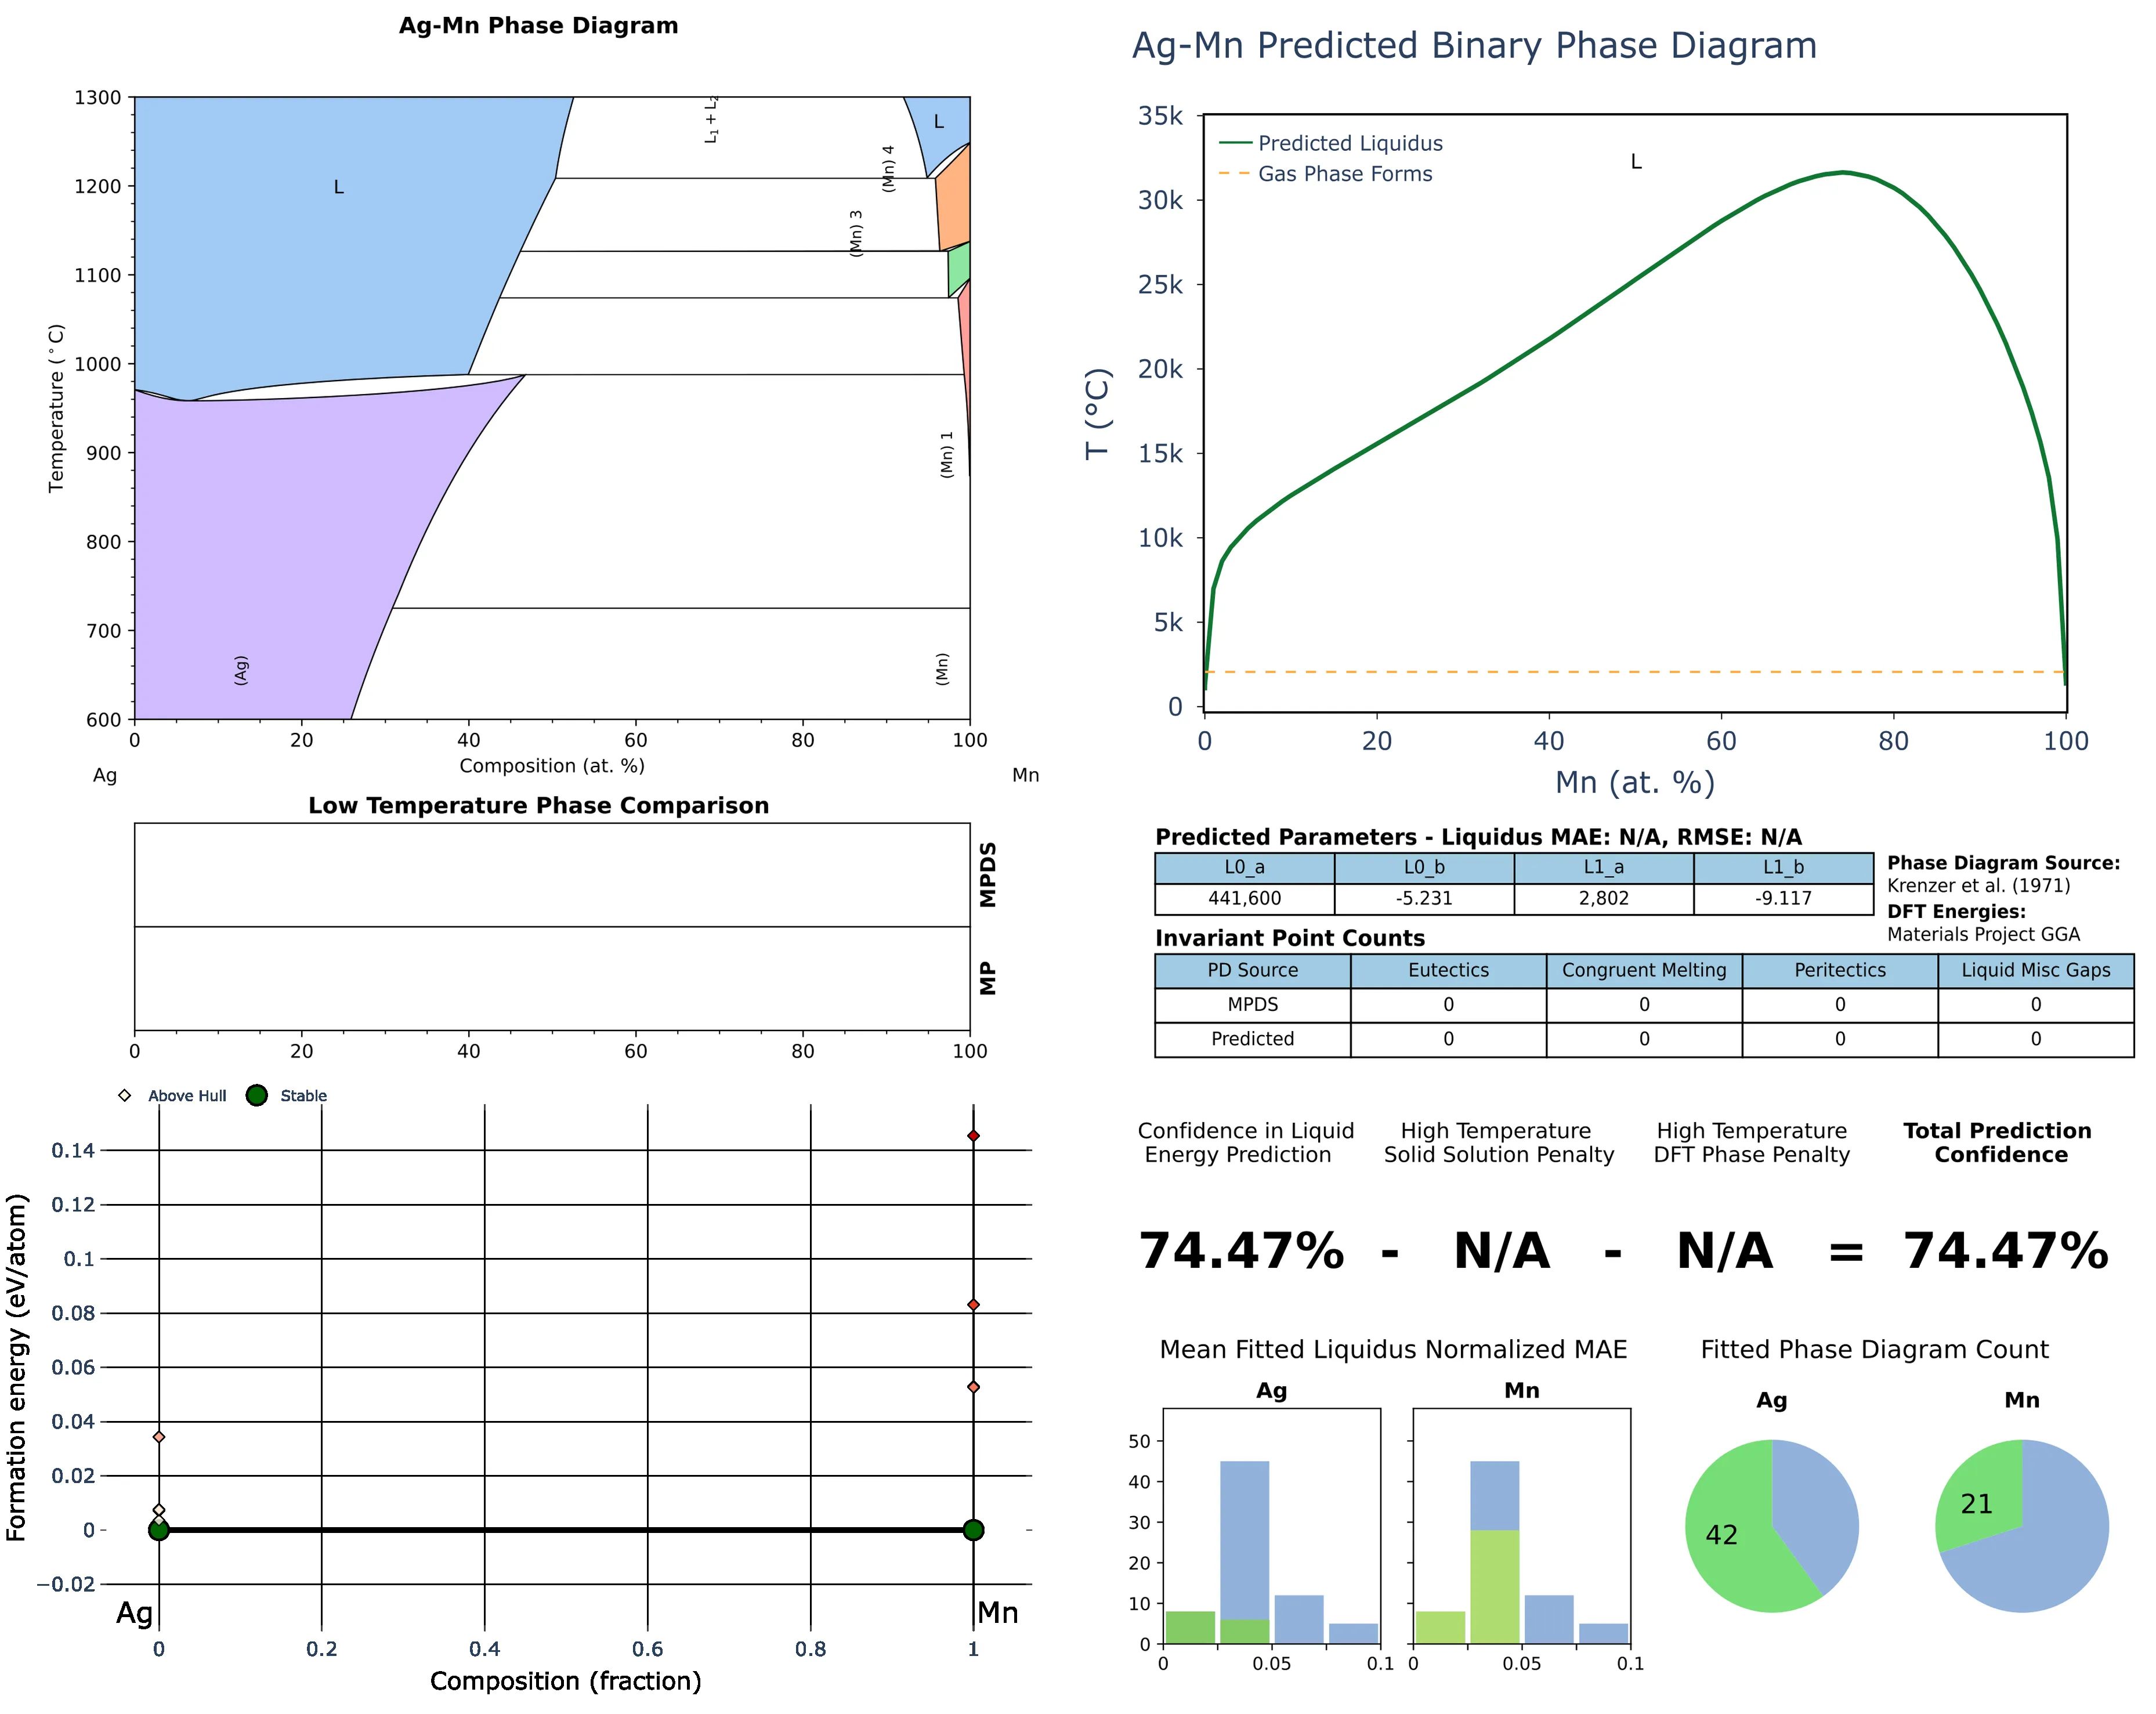 Ag-Mn Phase Diagram
1300
1200
1100
1000
900
800
700
600
Temperature (°C)
L
L₁ + L₂
L
(Mn) 4
(Mn) 3
(Mn) 1
(Ag)
(Mn)
0 20 40 60 80 100
Composition (at. %)
Ag Mn
Low Temperature Phase Comparison
MPDS
MP
0 20 40 60 80 100
Above Hull Stable
0.14
0.12
0.1
0.08
0.06
0.04
0.02
0
−0.02
Formation energy (eV/atom)
Ag Mn
0 0.2 0.4 0.6 0.8 1
Composition (fraction)
Ag-Mn Predicted Binary Phase Diagram
35k
30k
25k
20k
15k
10k
5k
0
T (°C)
Predicted Liquidus
Gas Phase Forms
L
0 20 40 60 80 100
Mn (at. %)
Predicted Parameters - Liquidus MAE: N/A, RMSE: N/A
L0_a L0_b L1_a L1_b
441,600 -5.231 2,802 -9.117
Phase Diagram Source:
Krenzer et al. (1971)
DFT Energies:
Materials Project GGA
Invariant Point Counts
PD Source Eutectics Congruent Melting Peritectics Liquid Misc Gaps
MPDS 0 0 0 0
Predicted 0 0 0 0
Confidence in Liquid
Energy Prediction
High Temperature
Solid Solution Penalty
High Temperature
DFT Phase Penalty
Total Prediction
Confidence
74.47% - N/A - N/A = 74.47%
Mean Fitted Liquidus Normalized MAE
Ag Mn
50
40
30
20
10
0
0 0.05 0.1
0 0.05 0.1
Fitted Phase Diagram Count
Ag Mn
42
21